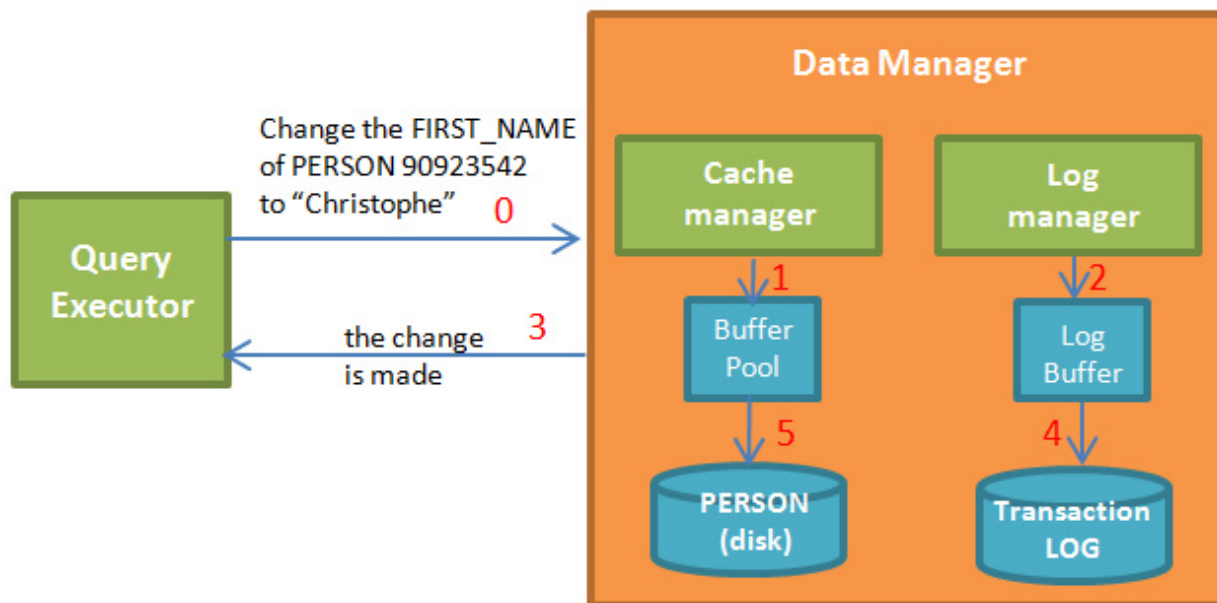 Data Manager
Change the FIRST_NAME
of PERSON 90923542
to “Christophe”
0
Query
Executor
3
the change
is made
Cache
manager
1
Buffer
Pool
5
PERSON
(disk)
Log
manager
2
Log
Buffer
4
Transaction
LOG